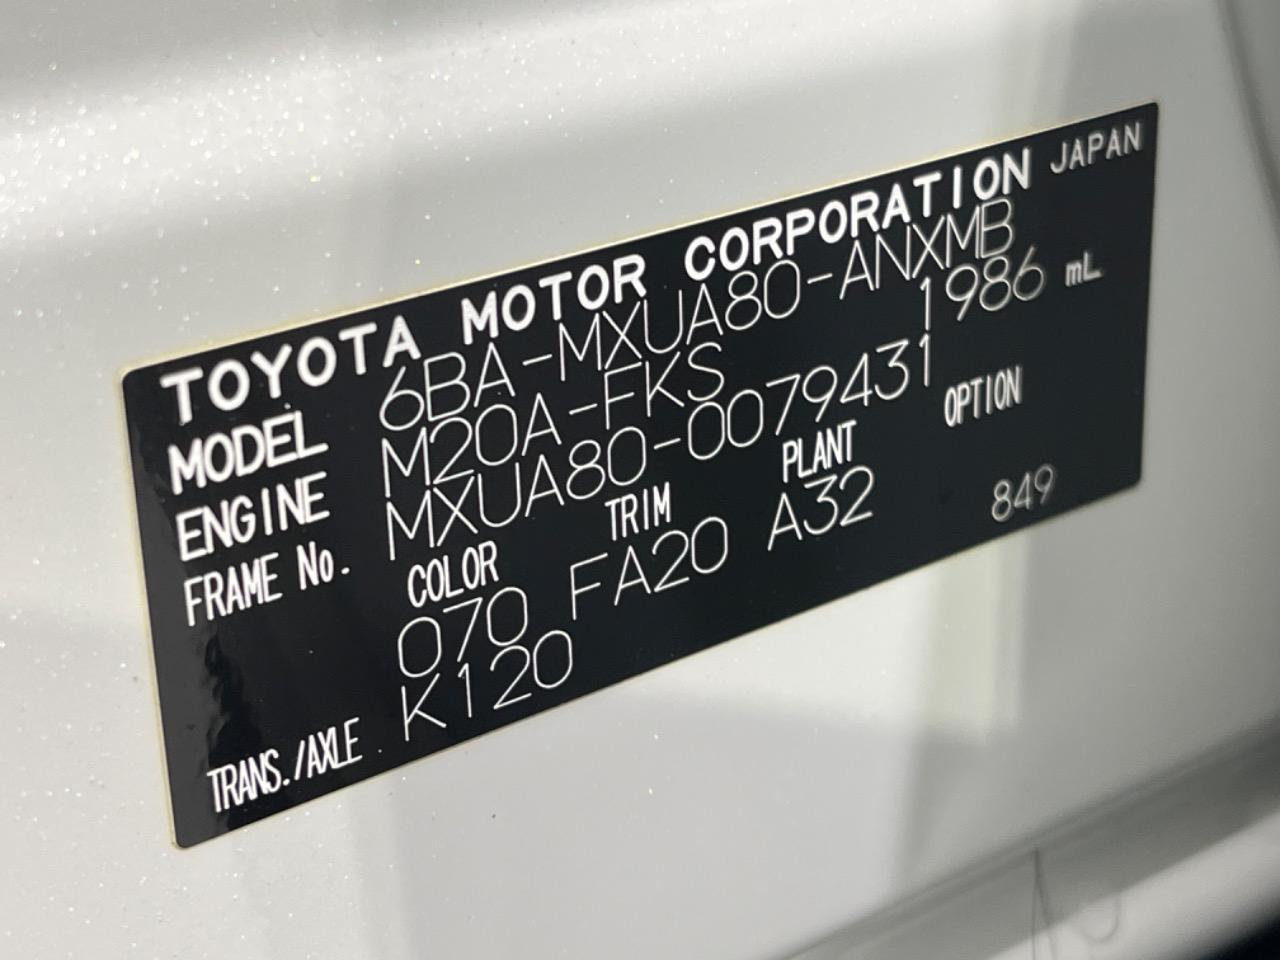 TOYOTA MOTOR CORPORATION JAPAN
MODEL 6BA-MXUA80-ANXMB
ENGINE M20A-FKS 1986 mL
FRAME No. MXUA80-0079431
COLOR TRIM PLANT OPTION
070 FA20 A32 849
TRANS./AXLE K120